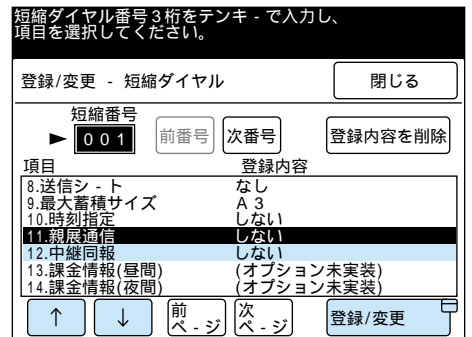 短縮ダイヤル番号3桁をテンキ-で入力し、
項目を選択してください。
登録/変更 - 短縮ダイヤル
閉じる
短縮番号
001
前番号
次番号
登録内容を削除
項目 登録内容
8.送信シ-ト なし
9.最大蓄積サイズ A3
10.時刻指定 しない
11.親展通信 しない
12.中継同報 しない
13.課金情報(昼間) (オプション未実装)
14.課金情報(夜間) (オプション未実装)
↑
↓
前
ペ-ジ
次
ペ-ジ
登録/変更